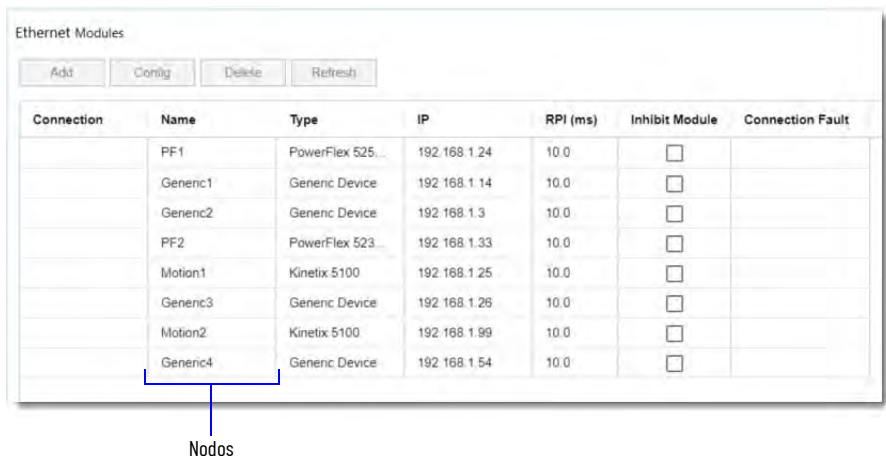 Ethernet Modules
Add Config Delete Refresh
Connection Name Type IP RPI (ms) Inhibit Module Connection Fault
PF1 PowerFlex 525... 192.168.1.24 10.0
Generic1 Generic Device 192.168.1.14 10.0
Generic2 Generic Device 192.168.1.3 10.0
PF2 PowerFlex 523... 192.168.1.33 10.0
Motion1 Kinetix 5100 192.168.1.25 10.0
Generic3 Generic Device 192.168.1.26 10.0
Motion2 Kinetix 5100 192.168.1.99 10.0
Generic4 Generic Device 192.168.1.54 10.0
Nodos